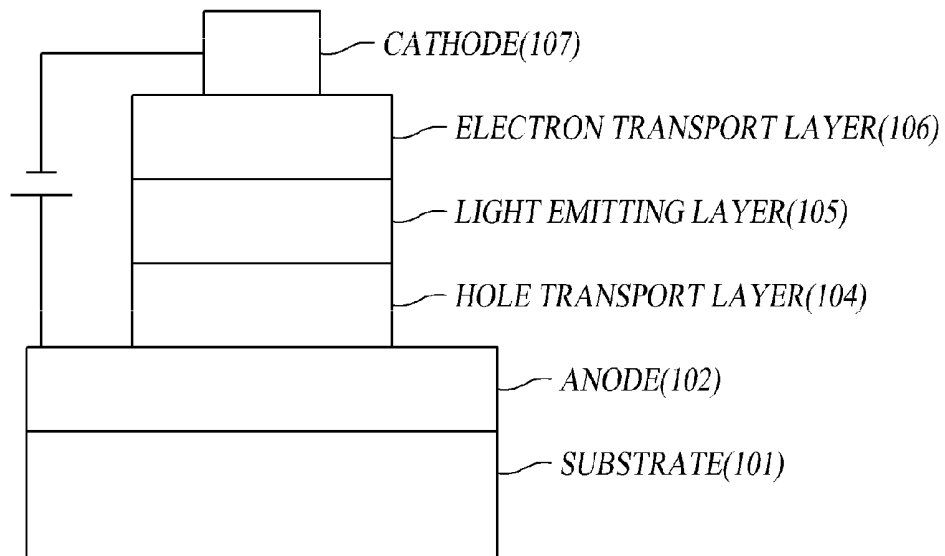 CATHODE(107)
ELECTRON TRANSPORT LAYER(106)
LIGHT EMITTING LAYER(105)
HOLE TRANSPORT LAYER(104)
ANODE(102)
SUBSTRATE(101)